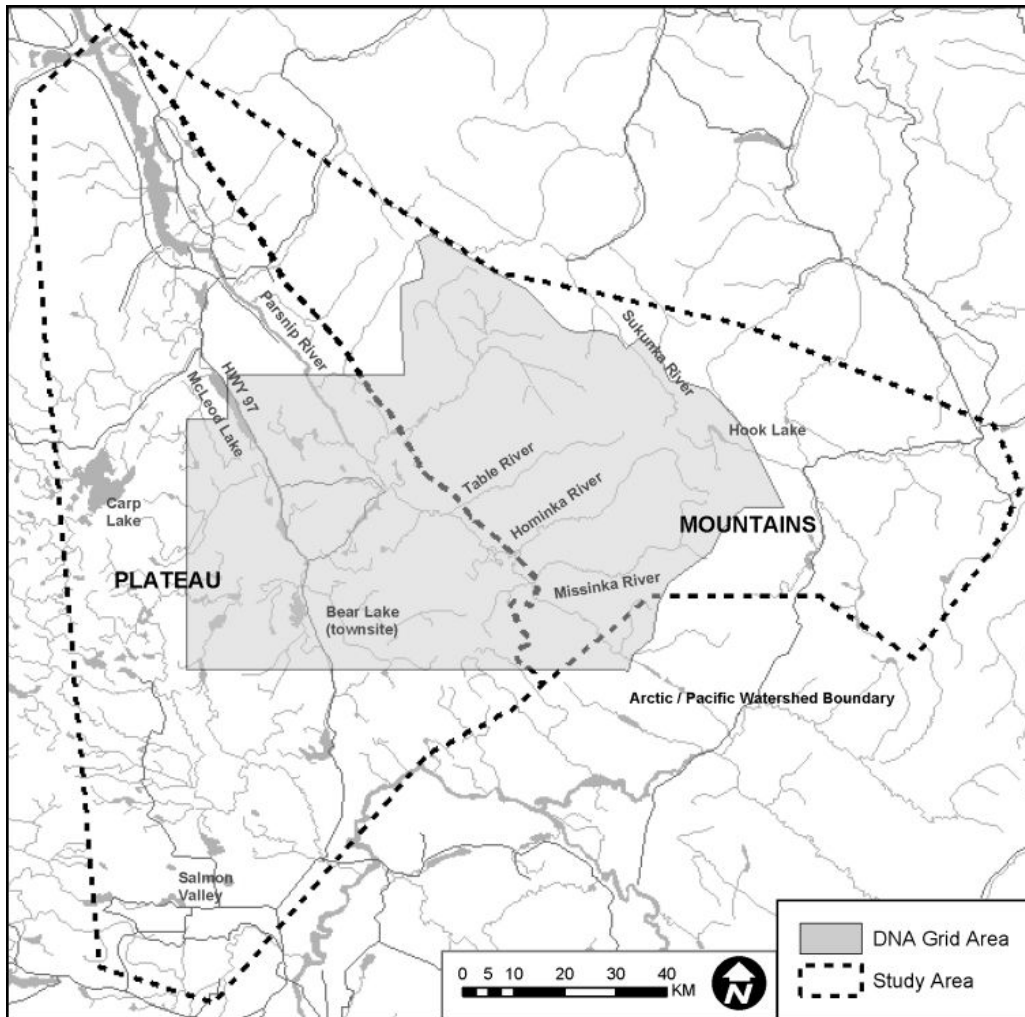 Parsnip River
Sukunka River
HWY 97
McLeod Lake
Hook Lake
Table River
Carp
Lake
Hominka River
MOUNTAINS
PLATEAU
Missinka River
Bear Lake
(townsite)
Arctic / Pacific Watershed Boundary
Salmon
Valley
0 5 10 20 30 40
KM
N
DNA Grid Area
Study Area